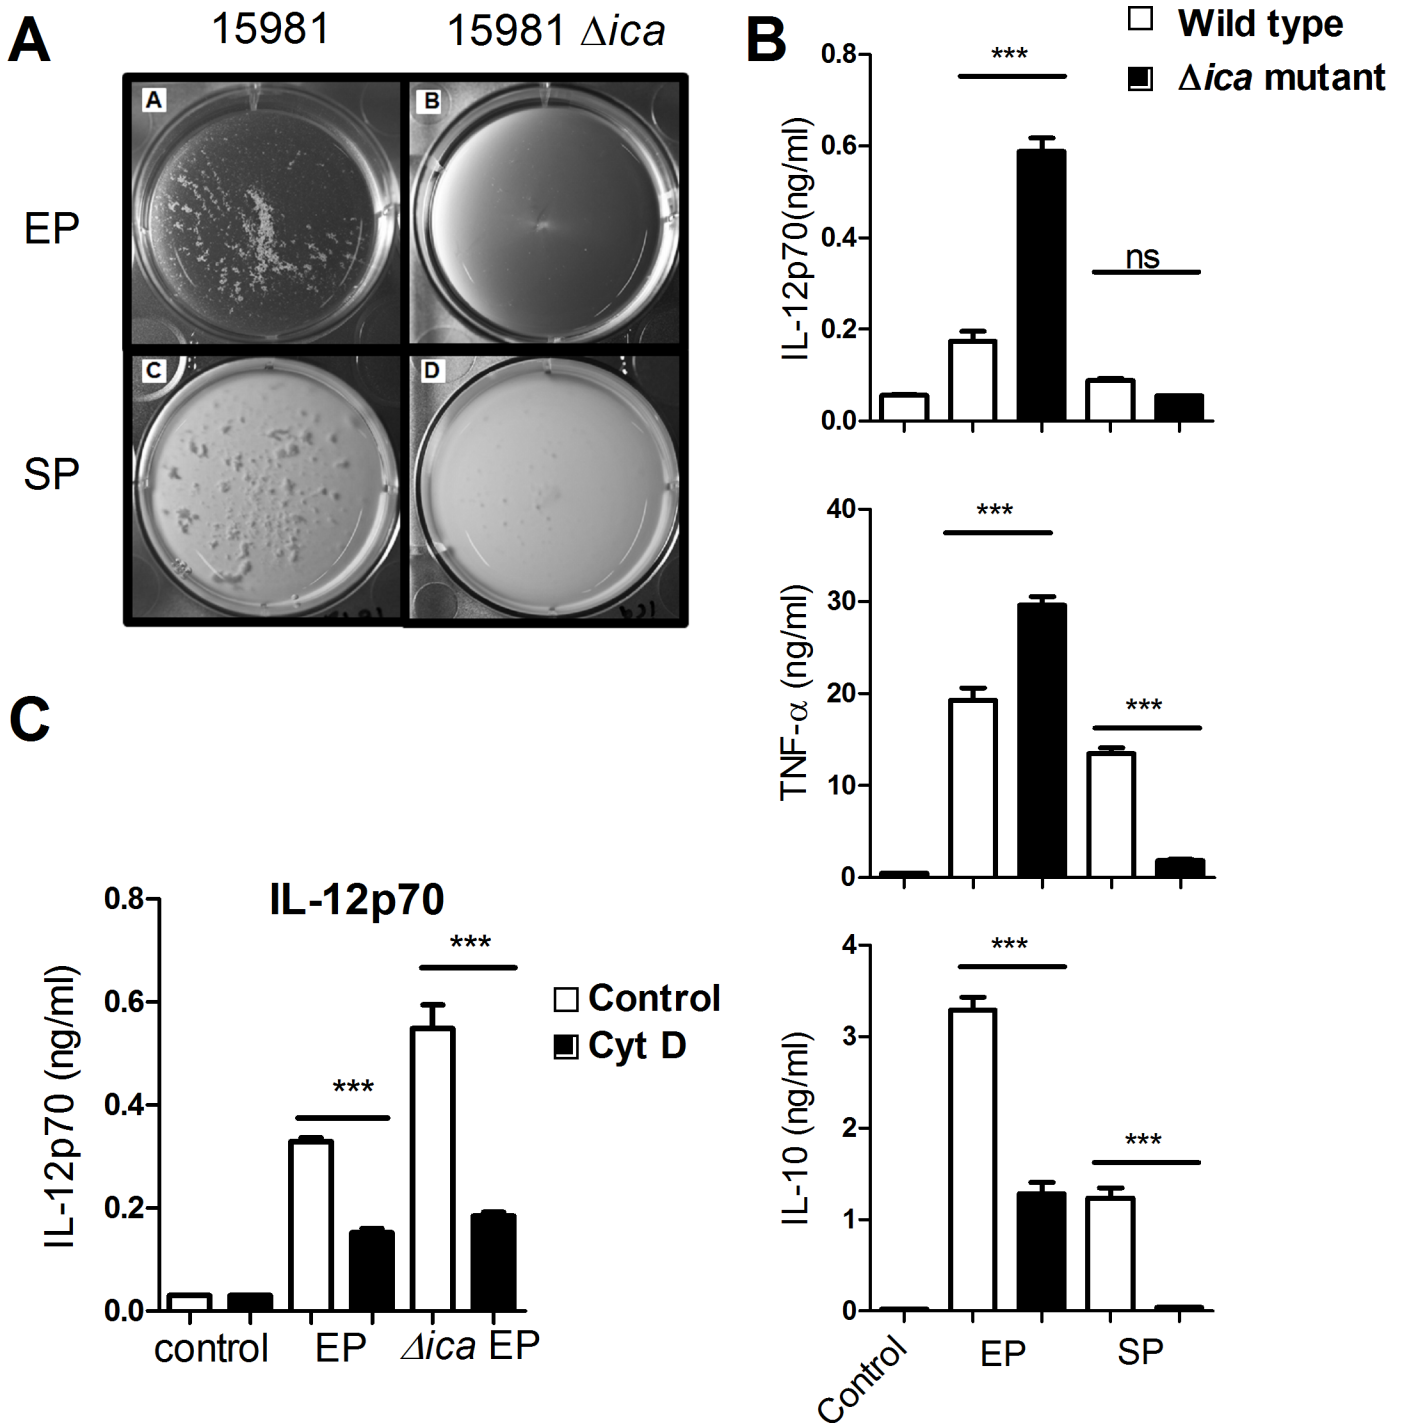 A
15981
15981 Δica
A
B
EP
C
D
SP
B
Wild type
Δica mutant
IL-12p70(ng/ml)
0.8
0.6
0.4
0.2
0.0
***
ns
TNF-α (ng/ml)
40
30
20
10
0
***
***
IL-10 (ng/ml)
4
3
2
1
0
***
***
Control
EP
SP
C
IL-12p70
IL-12p70 (ng/ml)
0.8
0.6
0.4
0.2
0.0
***
***
Control
Cyt D
control
EP
Δica EP